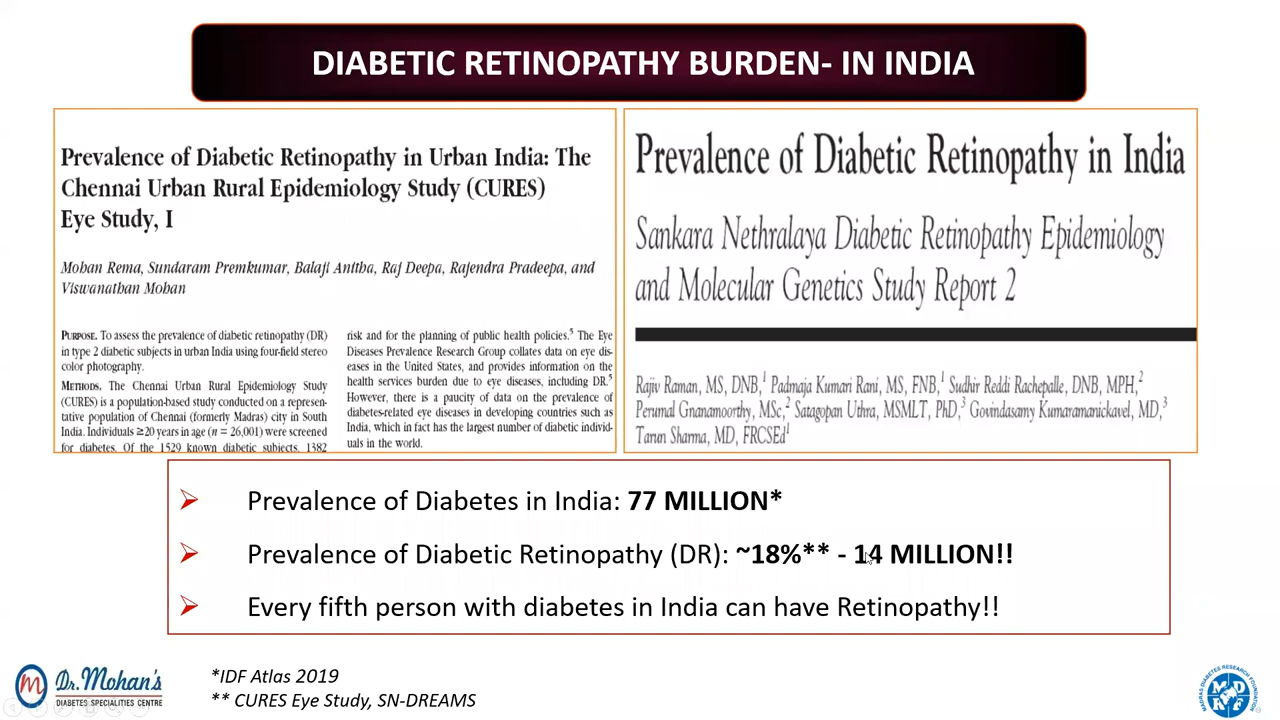 DIABETIC RETINOPATHY BURDEN- IN INDIA
Prevalence of Diabetic Retinopathy in Urban India: The
Chennai Urban Rural Epidemiology Study (CURES)
Eye Study, I
Mohan Rema, Sundaram Premkumar, Balaji Anitha, Raj Deepa, Rajendra Pradeepa, and
Viswanathan Mohan
PURPOSE. To assess the prevalence of diabetic retinopathy (DR)
in type 2 diabetic subjects in urban India using four-field stereo
color photography.
METHODS. The Chennai Urban Rural Epidemiology Study
(CURES) is a population-based study conducted on a represen-
tative population of Chennai (formerly Madras) city in South
India. Individuals ≥20 years in age (n = 26,001) were screened
for diabetes. Of the 1529 known diabetic subjects, 1382
risk and for the planning of public health policies.5 The Eye
Diseases Prevalence Research Group collates data on eye dis-
eases in the United States, and provides information on the
health services burden due to eye diseases, including DR.5
However, there is a paucity of data on the prevalence of
diabetes-related eye diseases in developing countries such as
India, which in fact has the largest number of diabetic individ-
uals in the world.
Prevalence of Diabetic Retinopathy in India
Sankara Nethralaya Diabetic Retinopathy Epidemiology
and Molecular Genetics Study Report 2
Rajiv Raman, MS, DNB,1 Padmaja Kumari Rani, MS, FNB,1 Sudhir Reddi Rachepalle, DNB, MPH,2
Perumal Gnanamoorthy, MSc,2 Satagopan Uthra, MSMLT, PhD,3 Govindasamy Kumaramanickavel, MD,3
Tarun Sharma, MD, FRCSEd1
Prevalence of Diabetes in India: 77 MILLION*
Prevalence of Diabetic Retinopathy (DR): ~18%** - 14 MILLION!!
Every fifth person with diabetes in India can have Retinopathy!!
*IDF Atlas 2019
** CURES Eye Study, SN-DREAMS
Dr.Mohan's
DIABETES SPECIALITIES CENTRE
MADRAS DIABETES RESEARCH FOUNDATION
MDRF